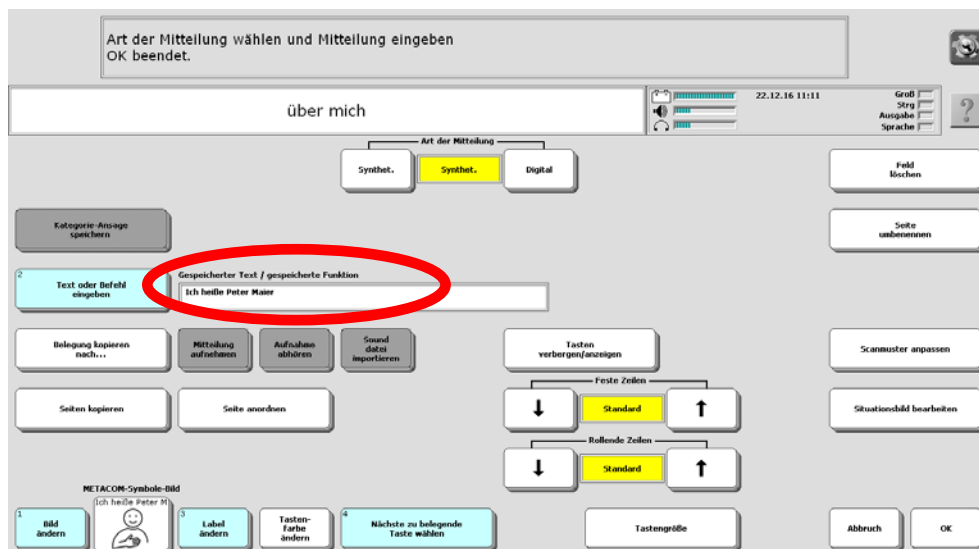 Art der Mitteilung wählen und Mitteilung eingeben
OK beendet.
über mich
22.12.16 11:11
Groß
Strg
Ausgabe
Sprache
?
Art der Mitteilung
Synthet.
Synthet.
Digital
Feld
löschen
Kategorie-Ansage
speichern
Seite
umbenennen
2
Text oder Befehl
eingeben
Gespeicherter Text / gespeicherte Funktion
Ich heiße Peter Maier
Belegung kopieren
nach...
Mitteilung
aufnehmen
Aufnahme
abhören
Sound
datei
importieren
Tasten
verbergen/anzeigen
Scanmuster anpassen
Seiten kopieren
Seite anordnen
Feste Zeilen
Standard
Situationsbild bearbeiten
Rollende Zeilen
Standard
METACOM-Symbole-Bild
1
Bild
ändern
Ich heiße Peter M
3
Label
ändern
Tasten-
farbe
ändern
4
Nächste zu belegende
Taste wählen
Tastengröße
Abbruch
OK